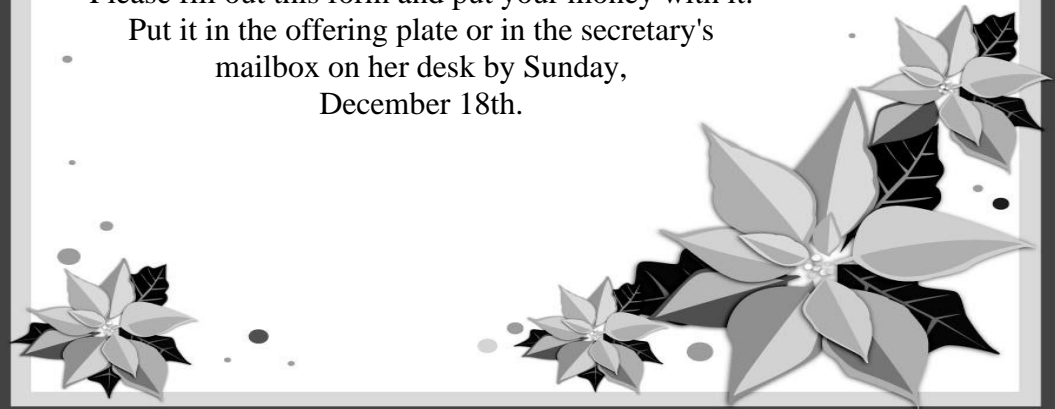 Please fill out this form and put your money with it.
Put it in the offering plate or in the secretary's
mailbox on her desk by Sunday,
December 18th.